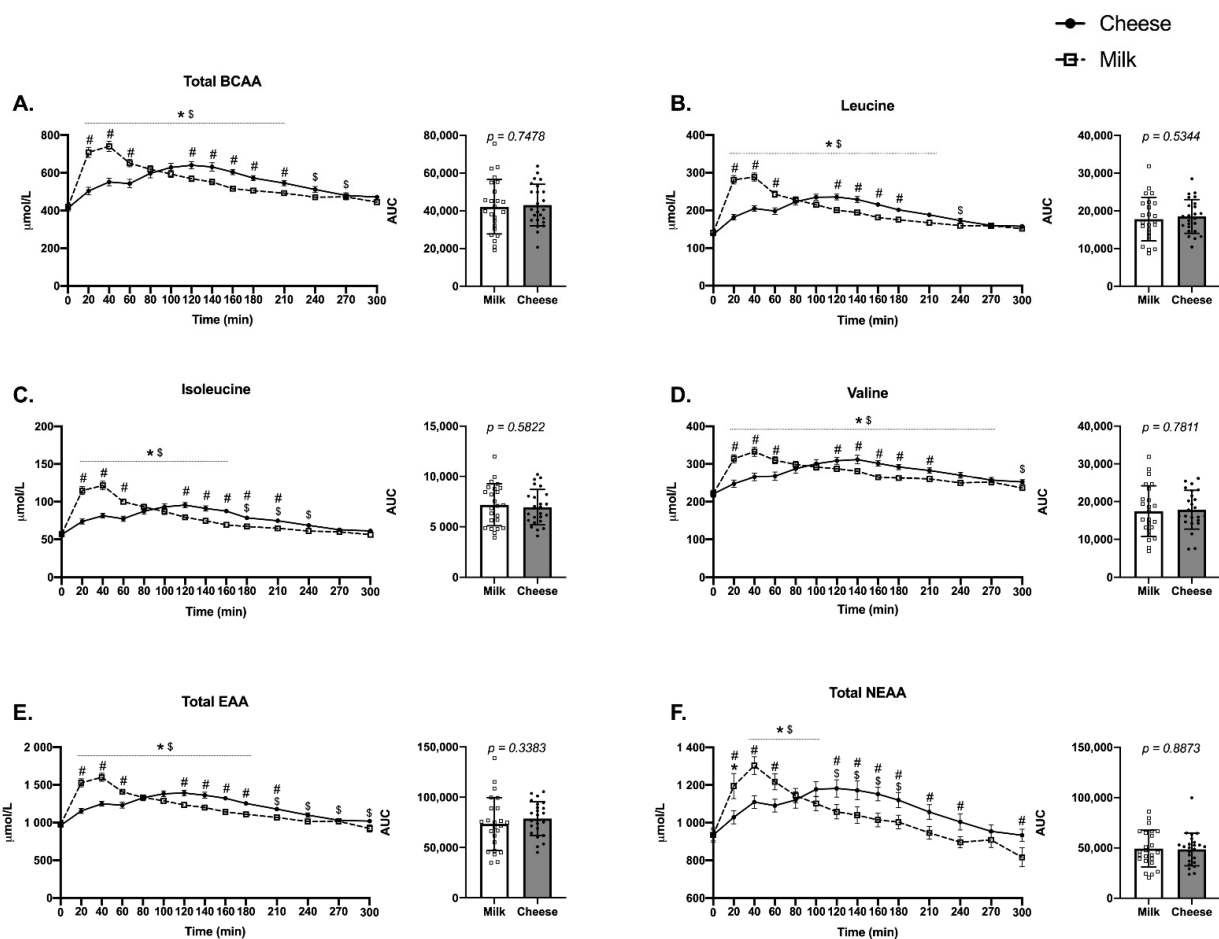 Cheese
Milk
Total BCAA
A.
* $
# # # # # # # # $ $
800
600
400
200
0
μmol/L
0 20 40 60 80 100 120 140 160 180 210 240 270 300
Time (min)
p = 0.7478
80,000
60,000
40,000
20,000
0
AUC
Milk Cheese
B.
Leucine
* $
# # # # # # # $
400
300
200
100
0
μmol/L
0 20 40 60 80 100 120 140 160 180 210 240 270 300
Time (min)
p = 0.5344
40,000
30,000
20,000
10,000
0
AUC
Milk Cheese
Isoleucine
C.
* $
# # # # # # # #
$ $ $
200
150
100
50
0
μmol/L
0 20 40 60 80 100 120 140 160 180 210 240 270 300
Time (min)
p = 0.5822
15,000
10,000
5 000
0
AUC
Milk Cheese
D.
Valine
* $
# # # # # # # # $
400
300
200
100
0
μmol/L
0 20 40 60 80 100 120 140 160 180 210 240 270 300
Time (min)
p = 0.7811
40,000
30,000
20,000
10,000
0
AUC
Milk Cheese
Total EAA
E.
* $
# # # # # # # #
$ $ $ $
2 000
1500
1 000
500
0
μmol/L
0 20 40 60 80 100 120 140 160 180 210 240 270 300
Time (min)
p = 0.3383
150,000
100,000
50,000
0
AUC
Milk Cheese
Total NEAA
F.
* $
# # # # # # # # # #
* $ $ $ $
1 400
1 200
1 000
800
600
μmol/L
0 20 40 60 80 100 120 140 160 180 210 240 270 300
Time (min)
p = 0.8873
150,000
100,000
50,000
0
AUC
Milk Cheese